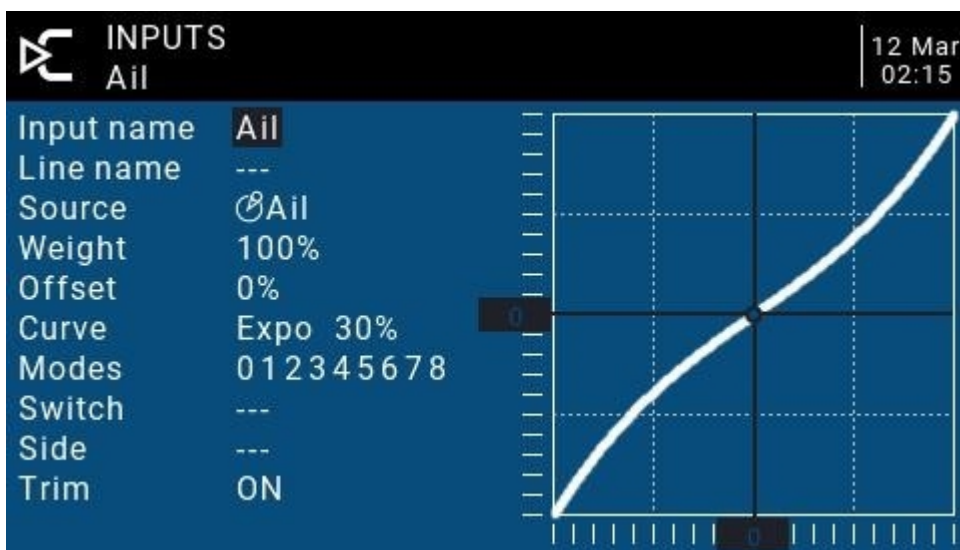 INPUTS
Ail
12 Mar
02:15
Input name Ail
Line name ---
Source Ail
Weight 100%
Offset 0%
Curve Expo 30%
Modes 012345678
Switch ---
Side ---
Trim ON
0
0